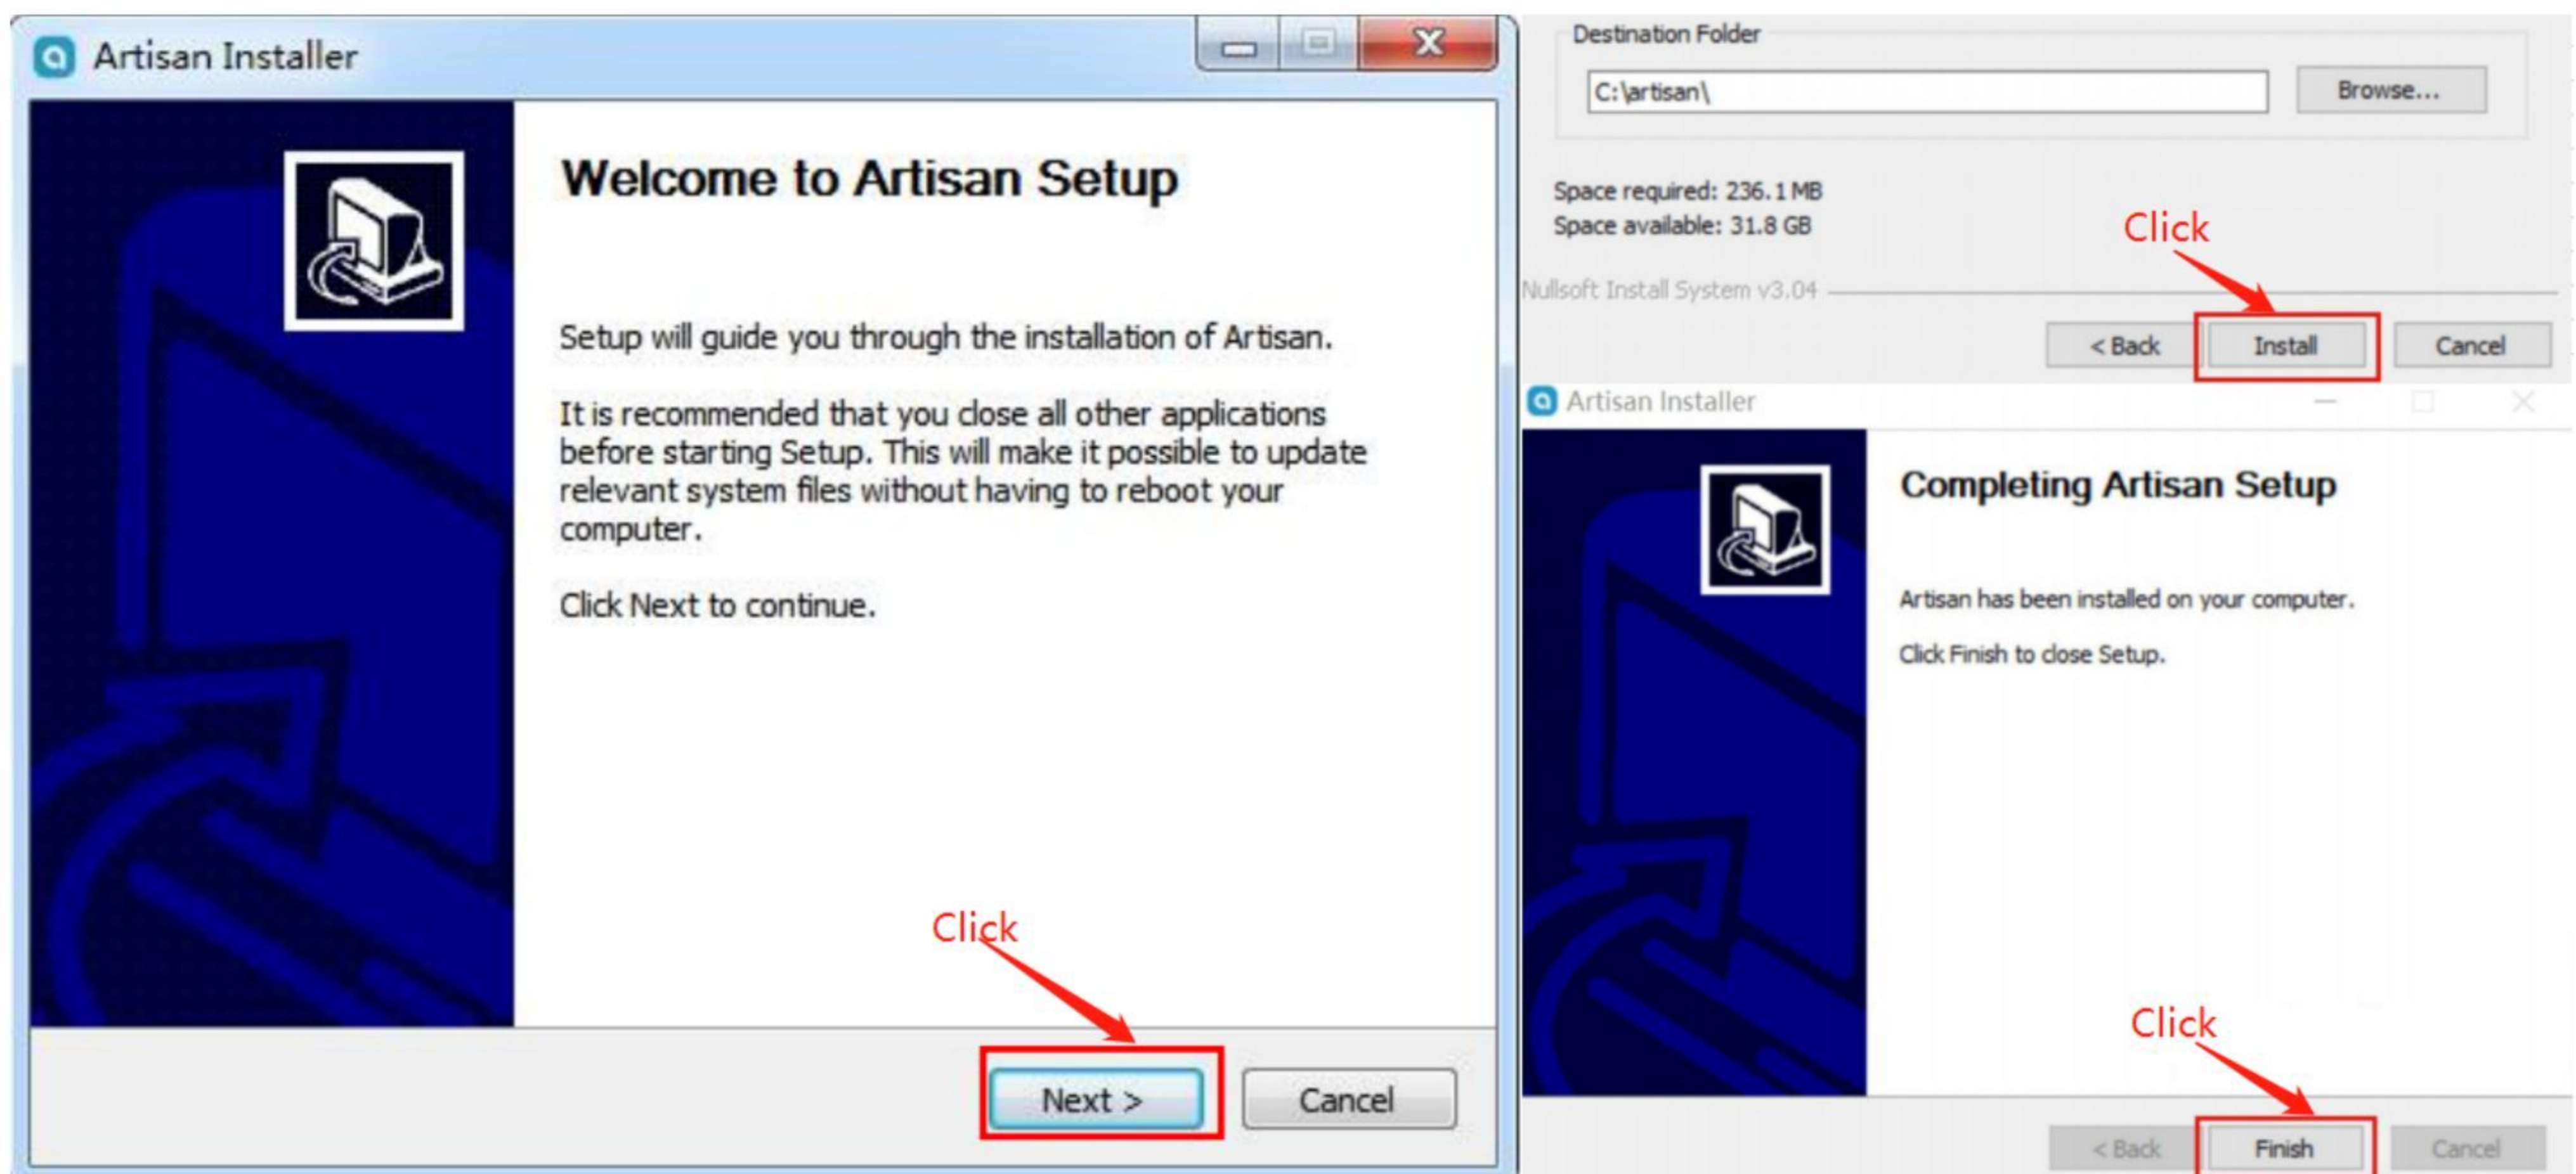 Artisan Installer
Welcome to Artisan Setup
Setup will guide you through the installation of Artisan.
It is recommended that you close all other applications
before starting Setup. This will make it possible to update
relevant system files without having to reboot your
computer.
Click Next to continue.
Click
Next >
Cancel
Destination Folder
C:\artisan\
Browse...
Space required: 236.1 MB
Space available: 31.8 GB
Click
Nullsoft Install System v3.04
< Back
Install
Cancel
Artisan Installer
Completing Artisan Setup
Artisan has been installed on your computer.
Click Finish to close Setup.
Click
< Back
Finish
Cancel